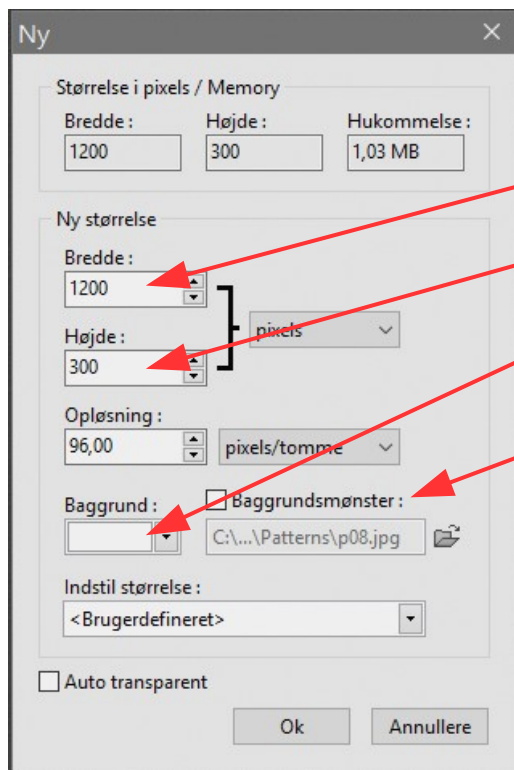 Ny
Størrelse i pixels / Memory
Bredde : Højde : Hukommelse :
1200 300 1,03 MB
Ny størrelse
Bredde :
1200
pixels
Højde :
300
Opløsning :
96,00 pixels/tomme
Baggrund : Baggrundsmønster :
C:\...\Patterns\p08.jpg
Indstil størrelse :
<Brugerdefineret>
Auto transparent
Ok Annullere